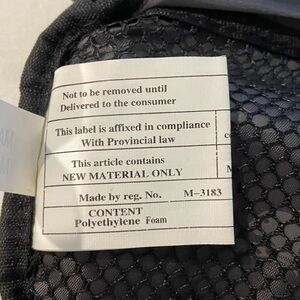 Not to be removed until
Delivered to the consumer
This label is affixed in compliance
With Provincial law
This article contains
NEW MATERIAL ONLY
Made by reg. No. M-3183
CONTENT
Polyethylene Foam